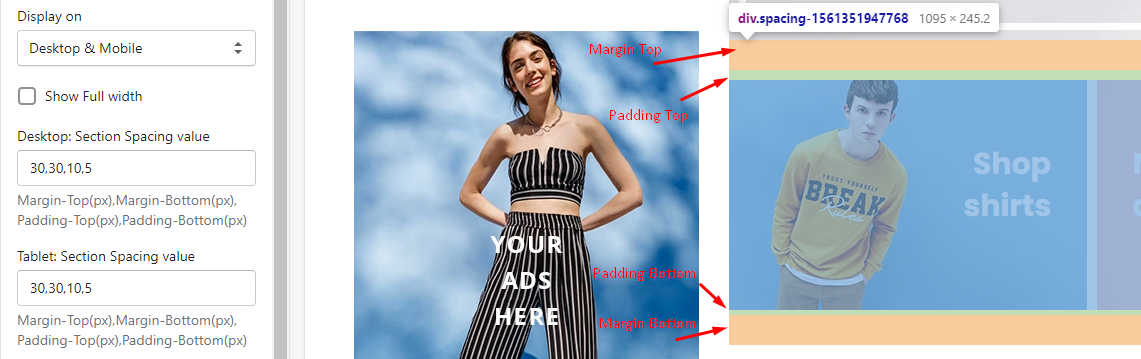 Display on
Desktop & Mobile
Show Full width
Desktop: Section Spacing value
30,30,10,5
Margin-Top(px),Margin-Bottom(px),
Padding-Top(px),Padding-Bottom(px)
Tablet: Section Spacing value
30,30,10,5
Margin-Top(px),Margin-Bottom(px),
Padding-Top(px),Padding-Bottom(px)
YOUR
ADS
HERE
Margin Top
Padding Top
Padding Bottom
Margin Bottom
div.spacing-1561351947768 1095 × 245.2
TRUST YOURSELF
BREAK
Rules
Shop
shirts